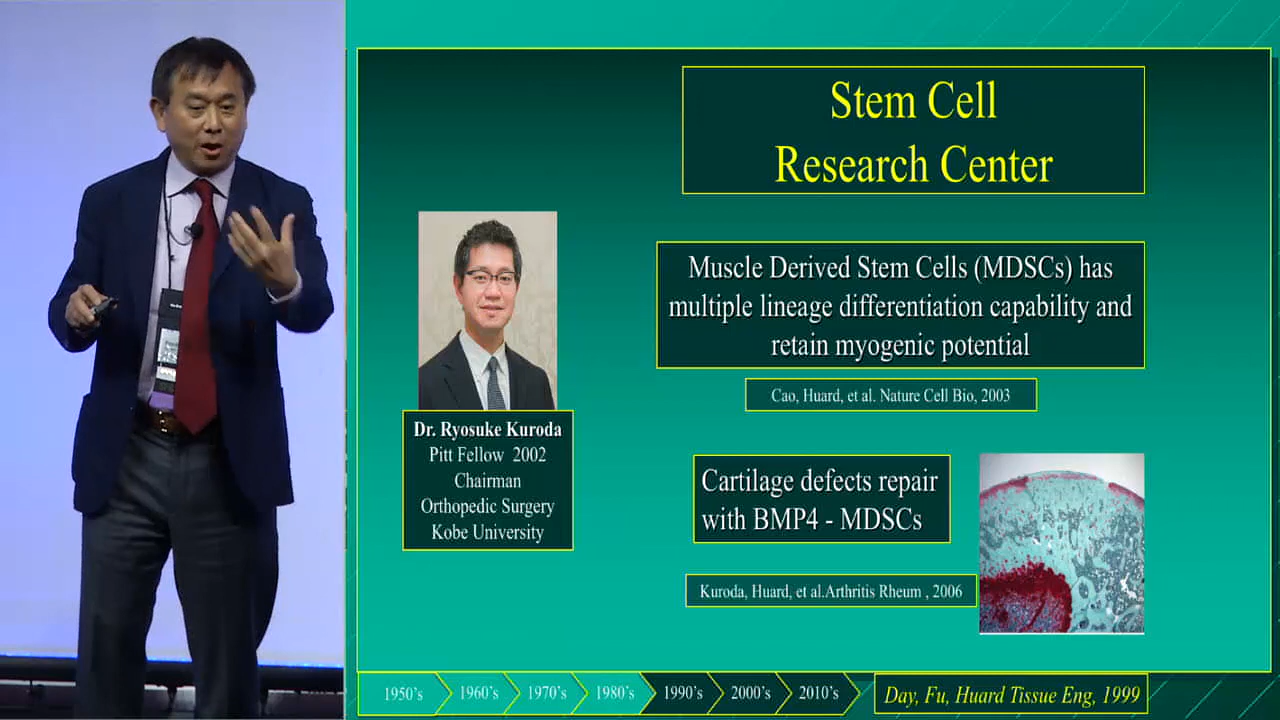 Stem Cell
Research Center
Muscle Derived Stem Cells (MDSCs) has
multiple lineage differentiation capability and
retain myogenic potential
Cao, Huard, et al. Nature Cell Bio, 2003
Dr. Ryosuke Kuroda
Pitt Fellow 2002
Chairman
Orthopedic Surgery
Kobe University
Cartilage defects repair
with BMP4 - MDSCs
Kuroda, Huard, et al.Arthritis Rheum , 2006
1950's 1960's 1970's 1980's 1990's 2000's 2010's
Day, Fu, Huard Tissue Eng, 1999